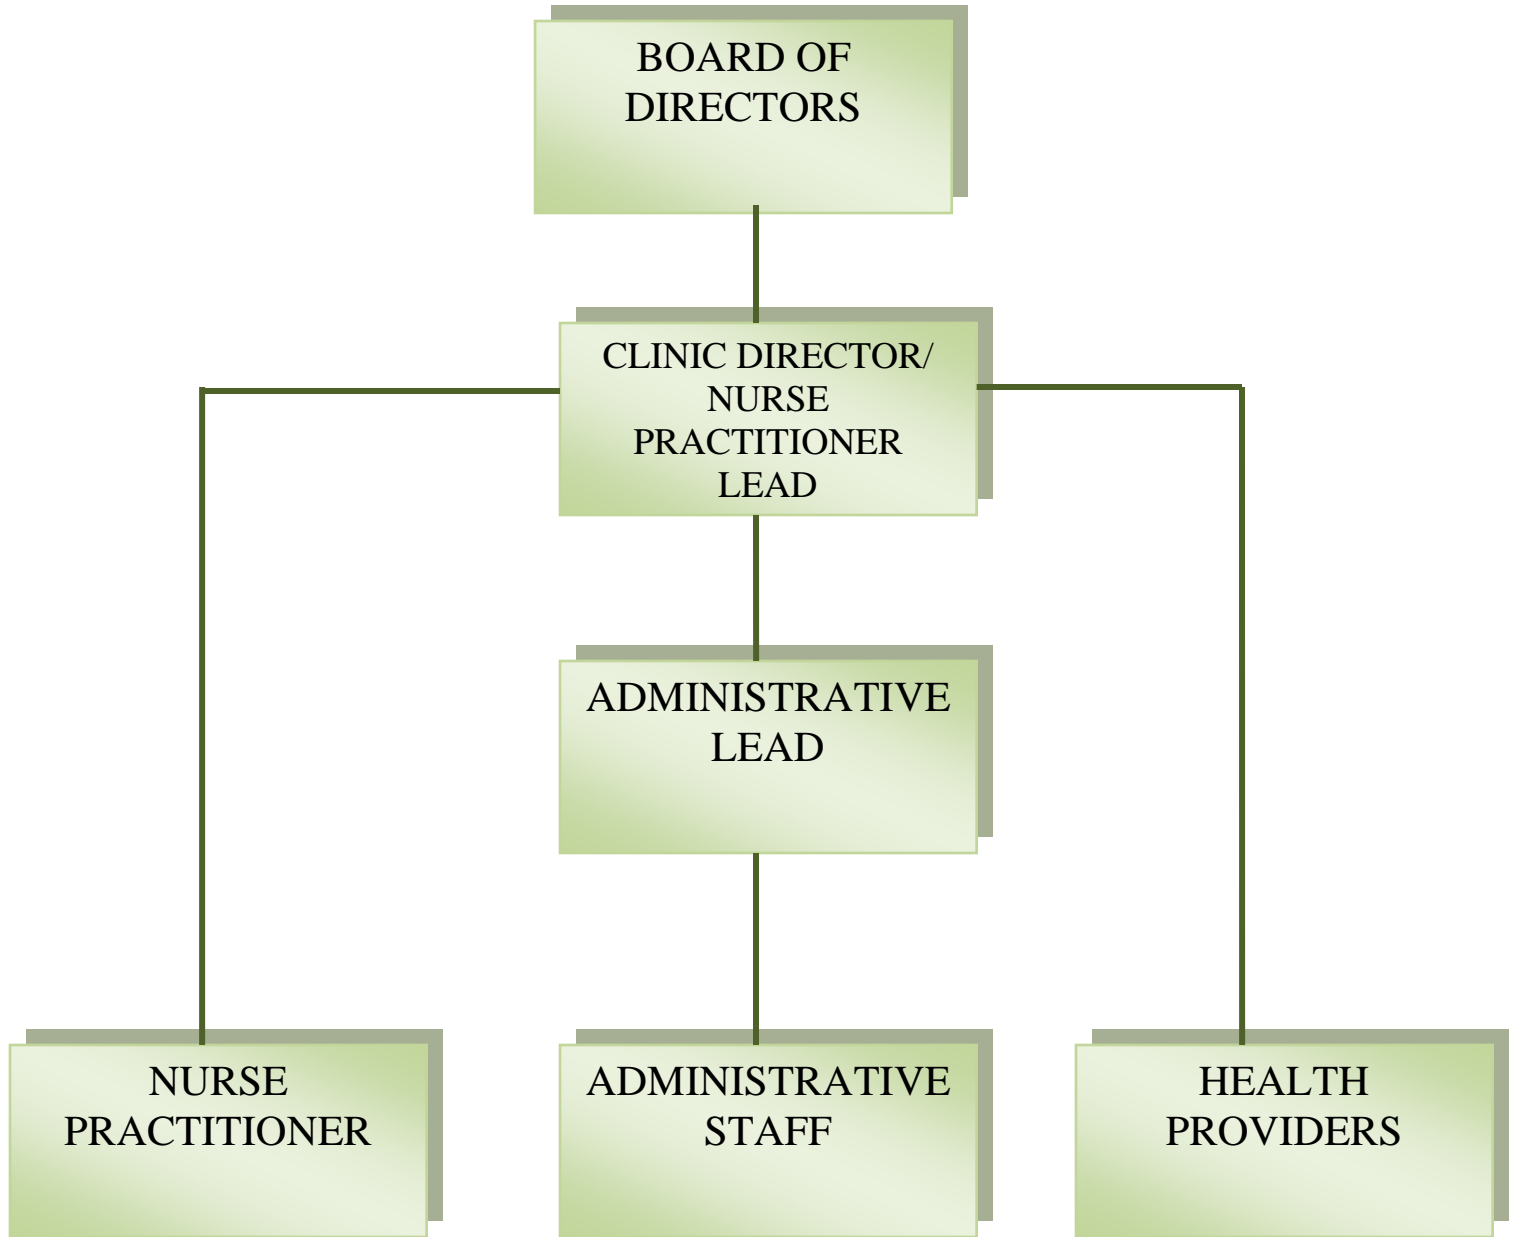 BOARD OF
DIRECTORS
CLINIC DIRECTOR/
NURSE
PRACTITIONER
LEAD
ADMINISTRATIVE
LEAD
NURSE
PRACTITIONER
ADMINISTRATIVE
STAFF
HEALTH
PROVIDERS